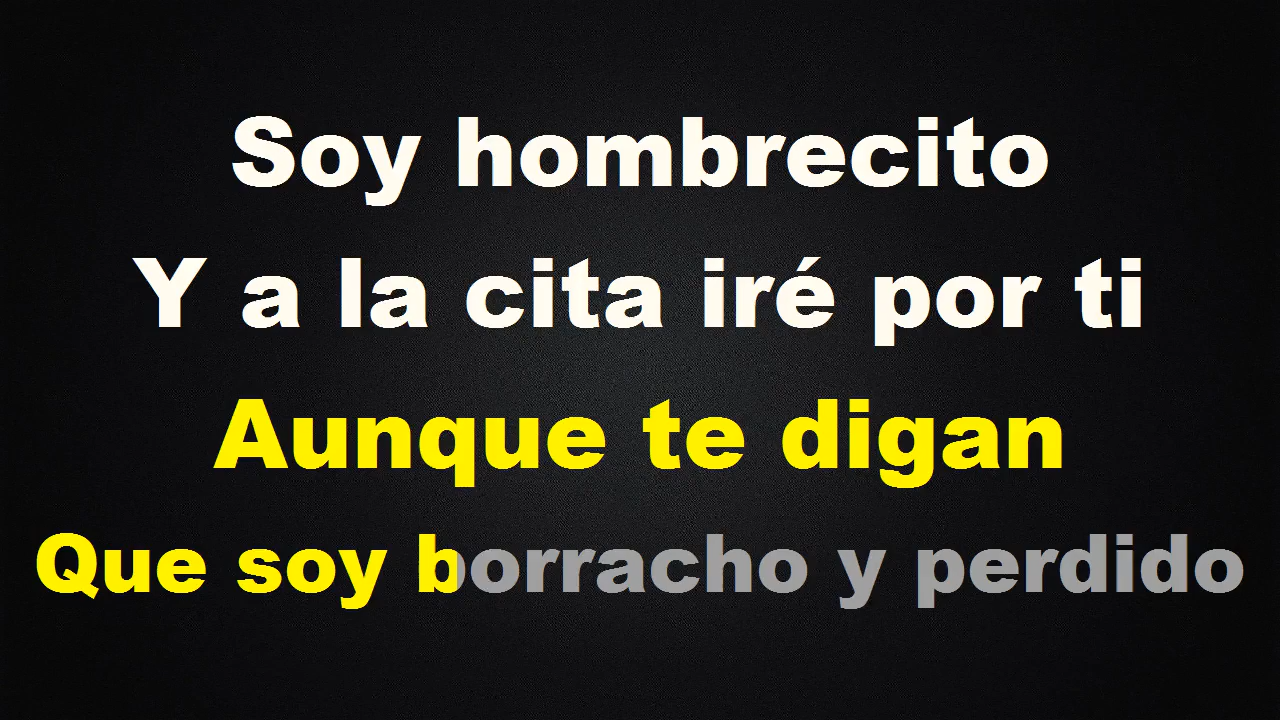 Soy hombrecito
Y a la cita iré por ti
Aunque te digan
Que soy borracho y perdido